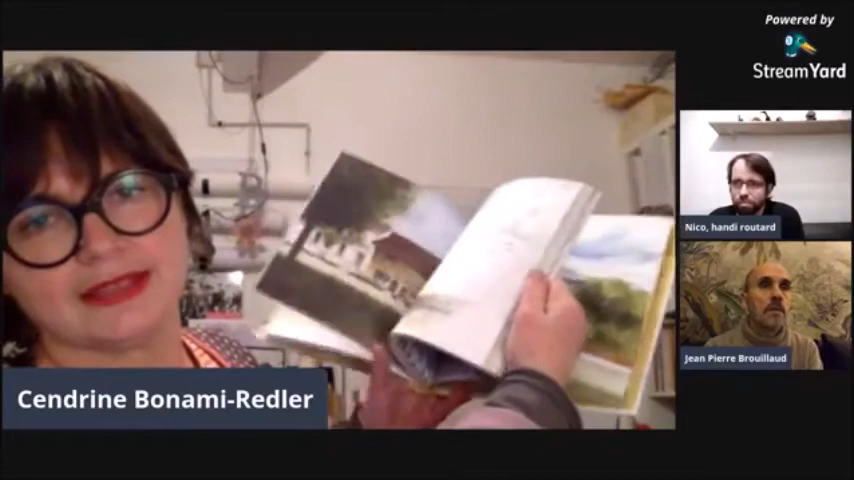 Powered by
StreamYard
Nico, handi routard
Jean Pierre Brouillaud
Cendrine Bonami-Redler